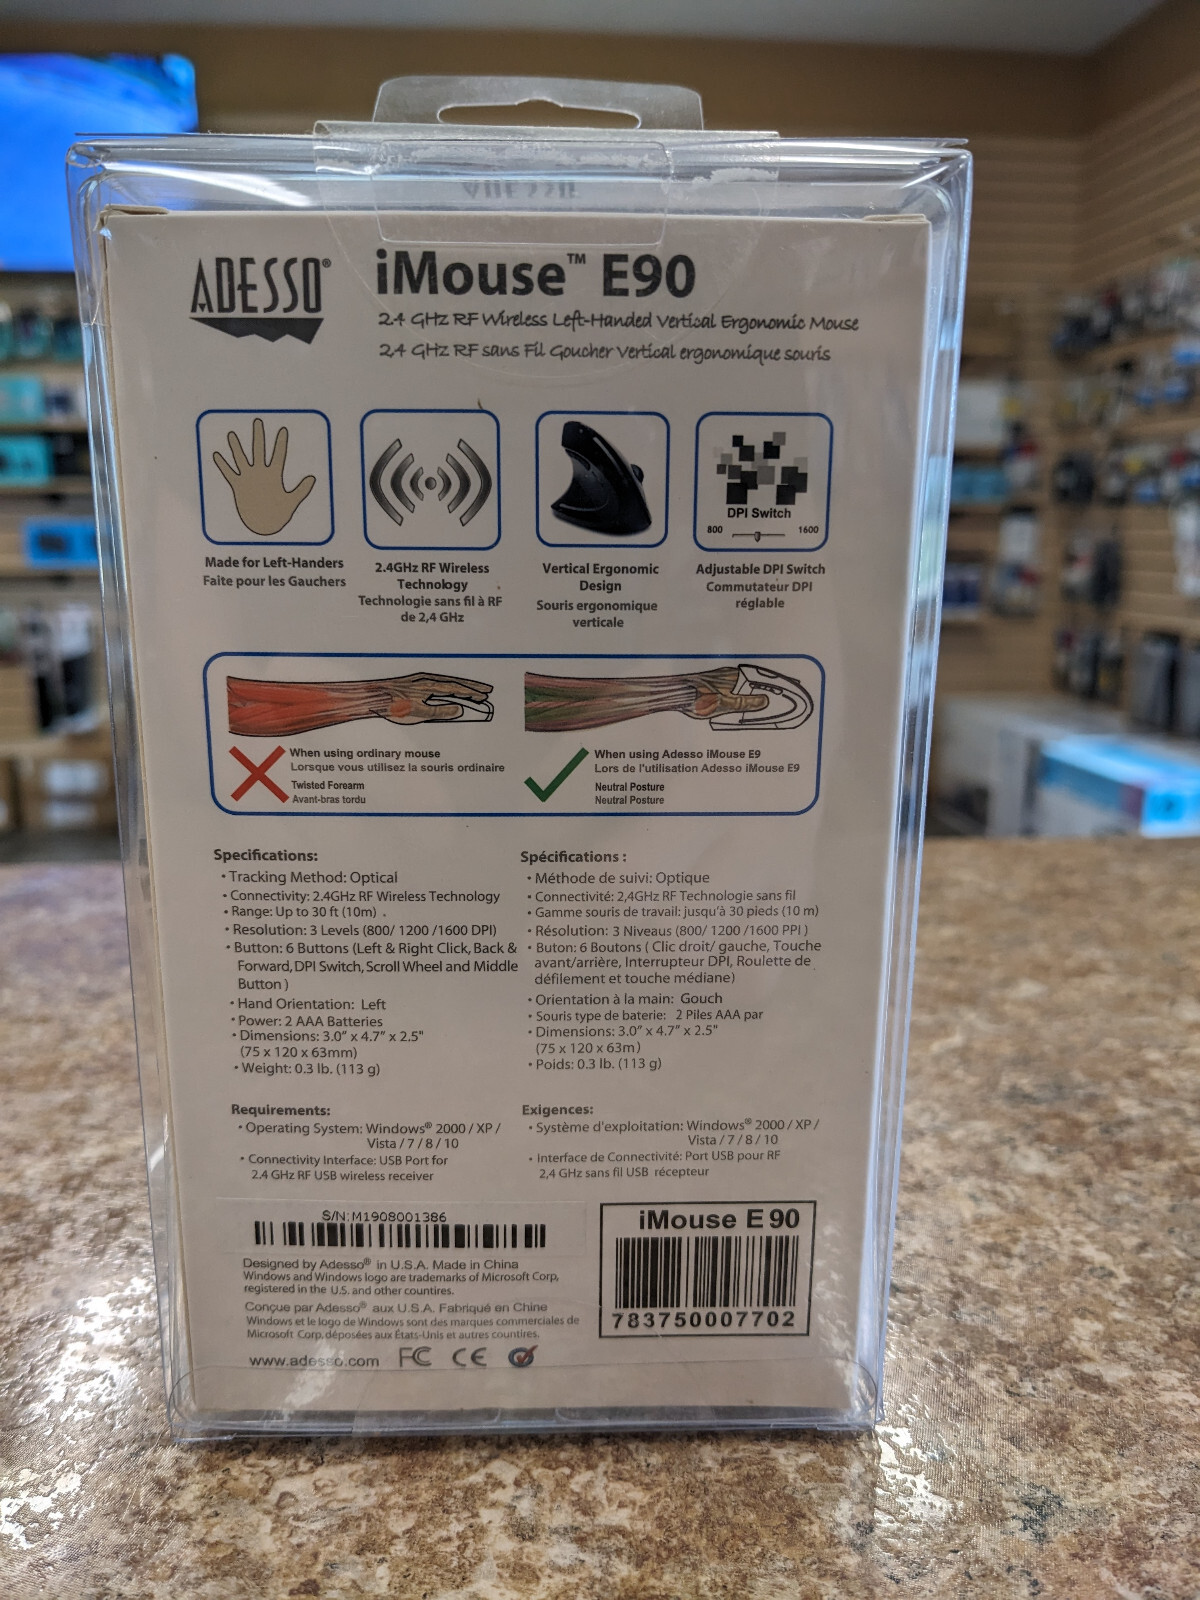 ADESSO
ADESSO®
iMouse™ E90
2.4 GHz RF Wireless Left-Handed Vertical Ergonomic Mouse
2,4 GHz RF sans Fil Goucher Vertical ergonomique souris
DPI Switch
800 1600
Made for Left-Handers
Faite pour les Gauchers
2.4GHz RF Wireless
Technology
Technologie sans fil à RF
de 2,4 GHz
Vertical Ergonomic
Design
Souris ergonomique
verticale
Adjustable DPI Switch
Commutateur DPI
réglable
When using ordinary mouse
Lorsque vous utilisez la souris ordinaire
Twisted Forearm
Avant-bras tordu
When using Adesso iMouse E9
Lors de l'utilisation Adesso iMouse E9
Neutral Posture
Neutral Posture
Specifications:
• Tracking Method: Optical
• Connectivity: 2.4GHz RF Wireless Technology
• Range: Up to 30 ft (10m) .
• Resolution: 3 Levels (800/ 1200 /1600 DPI)
• Button: 6 Buttons (Left & Right Click, Back &
Forward, DPI Switch, Scroll Wheel and Middle
Button )
• Hand Orientation: Left
• Power: 2 AAA Batteries
• Dimensions: 3.0" x 4.7" x 2.5"
(75 x 120 x 63mm)
• Weight: 0.3 lb. (113 g)
Spécifications :
• Méthode de suivi: Optique
• Connectivité: 2,4GHz RF Technologie sans fil
• Gamme souris de travail: jusqu'à 30 pieds (10 m)
• Résolution: 3 Niveaux (800/ 1200 /1600 PPI )
• Buton: 6 Boutons ( Clic droit/ gauche, Touche
avant/arrière, Interrupteur DPI, Roulette de
défilement et touche médiane)
• Orientation à la main: Gouch
• Souris type de baterie: 2 Piles AAA par
• Dimensions: 3.0" x 4.7" x 2.5"
(75 x 120 x 63m)
• Poids: 0.3 lb. (113 g)
Requirements:
• Operating System: Windows® 2000 / XP /
Vista / 7 / 8 / 10
• Connectivity Interface: USB Port for
2.4 GHz RF USB wireless receiver
Exigences:
• Système d'exploitation: Windows® 2000 / XP /
Vista / 7 / 8 / 10
• Interface de Connectivité: Port USB pour RF
2,4 GHz sans fil USB récepteur
S/N: M1908001386
Designed by Adesso® in U.S.A. Made in China
Windows and Windows logo are trademarks of Microsoft Corp,
registered in the U.S. and other countires.
Conçue par Adesso® aux U.S.A. Fabriqué en Chine
Windows et le logo de Windows sont des marques commerciales de
Microsoft Corp, déposées aux États-Unis et autres countires.
www.adesso.com FC CE
iMouse E90
783750007702